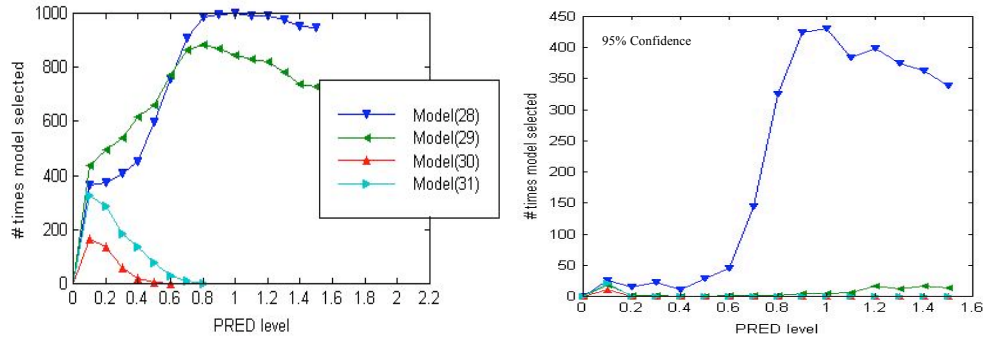 1000
800
600
400
200
0
# times model selected
0 0.2 0.4 0.6 0.8 1 1.2 1.4 1.6 1.8 2 2.2
PRED level
Model(28)
Model(29)
Model(30)
Model(31)
95% Confidence
450
400
350
300
250
200
150
100
50
0
# times model selected
0 0.2 0.4 0.6 0.8 1 1.2 1.4 1.6
PRED level